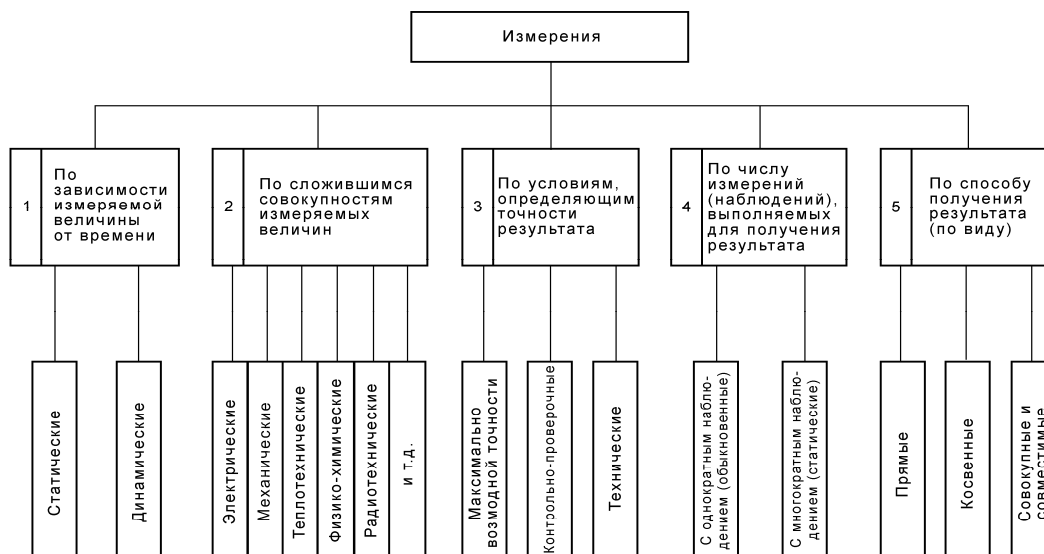 Измерения
1
По
зависимости
измеряемой
величины
от времени
2
По сложившимся
совокупностям
измеряемых
величин
3
По условиям,
определяющим
точности
результата
4
По числу
измерений
(наблюдений),
выполняемых
для получения
результата
5
По способу
получения
результата
(по виду)
Статические
Динамические
Электрические
Механические
Теплотехнические
Физико-химические
Радиотехнические
и т.д.
Максимально
возмодной точности
Контрольно-проверочные
Технические
С однократным наблю-
дением (обыкновенные)
С многократным наблю-
дением (статические)
Прямые
Косвенные
Совокупные и
совместимые